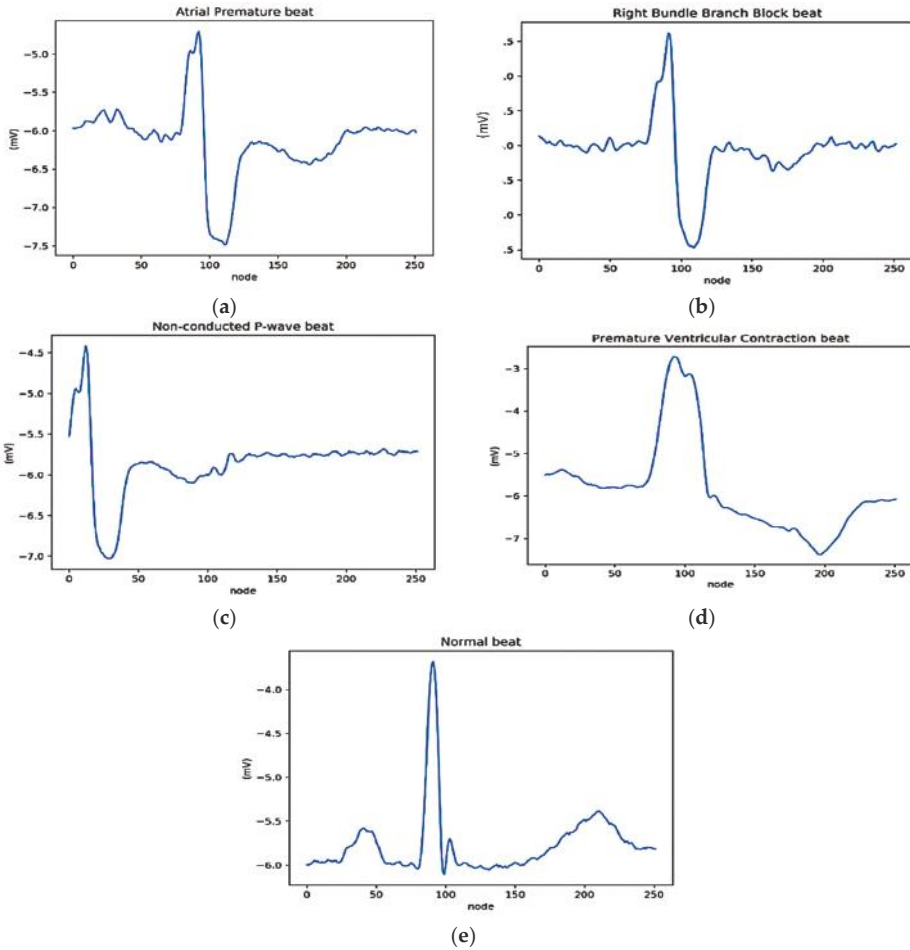 Atrial Premature beat
(mV)
-5.0
-5.5
-6.0
-6.5
-7.0
-7.5
0 50 100 150 200 250
node
(a)
Right Bundle Branch Block beat
(mV)
.5
.0
.5
.0
.5
.0
.5
0 50 100 150 200 250
node
(b)
Non-conducted P-wave beat
(mV)
-4.5
-5.0
-5.5
-6.0
-6.5
-7.0
0 50 100 150 200 250
node
(c)
Premature Ventricular Contraction beat
(mV)
-3
-4
-5
-6
-7
0 50 100 150 200 250
node
(d)
Normal beat
(mV)
-4.0
-4.5
-5.0
-5.5
-6.0
0 50 100 150 200 250
node
(e)